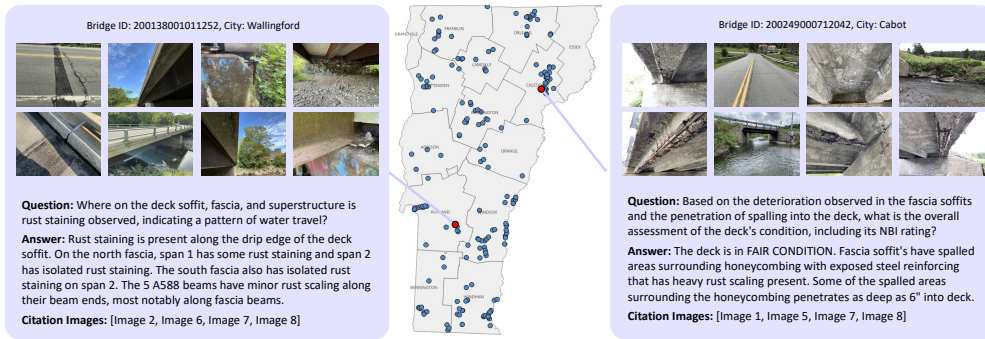 Bridge ID: 200138001011252, City: Wallingford
Question: Where on the deck soffit, fascia, and superstructure is
rust staining observed, indicating a pattern of water travel?
Answer: Rust staining is present along the drip edge of the deck
soffit. On the north fascia, span 1 has some rust staining and span 2
has isolated rust staining. The south fascia also has isolated rust
staining on span 2. The 5 A588 beams have minor rust scaling along
their beam ends, most notably along fascia beams.
Citation Images: [Image 2, Image 6, Image 7, Image 8]
FRANKLIN
ESSEX
ORANGE
BENNINGTON
Bridge ID: 200249000712042, City: Cabot
Question: Based on the deterioration observed in the fascia soffits
and the penetration of spalling into the deck, what is the overall
assessment of the deck's condition, including its NBI rating?
Answer: The deck is in FAIR CONDITION. Fascia soffit's have spalled
areas surrounding honeycombing with exposed steel reinforcing
that has heavy rust scaling present. Some of the spalled areas
surrounding the honeycombing penetrates as deep as 6" into deck.
Citation Images: [Image 1, Image 5, Image 7, Image 8]